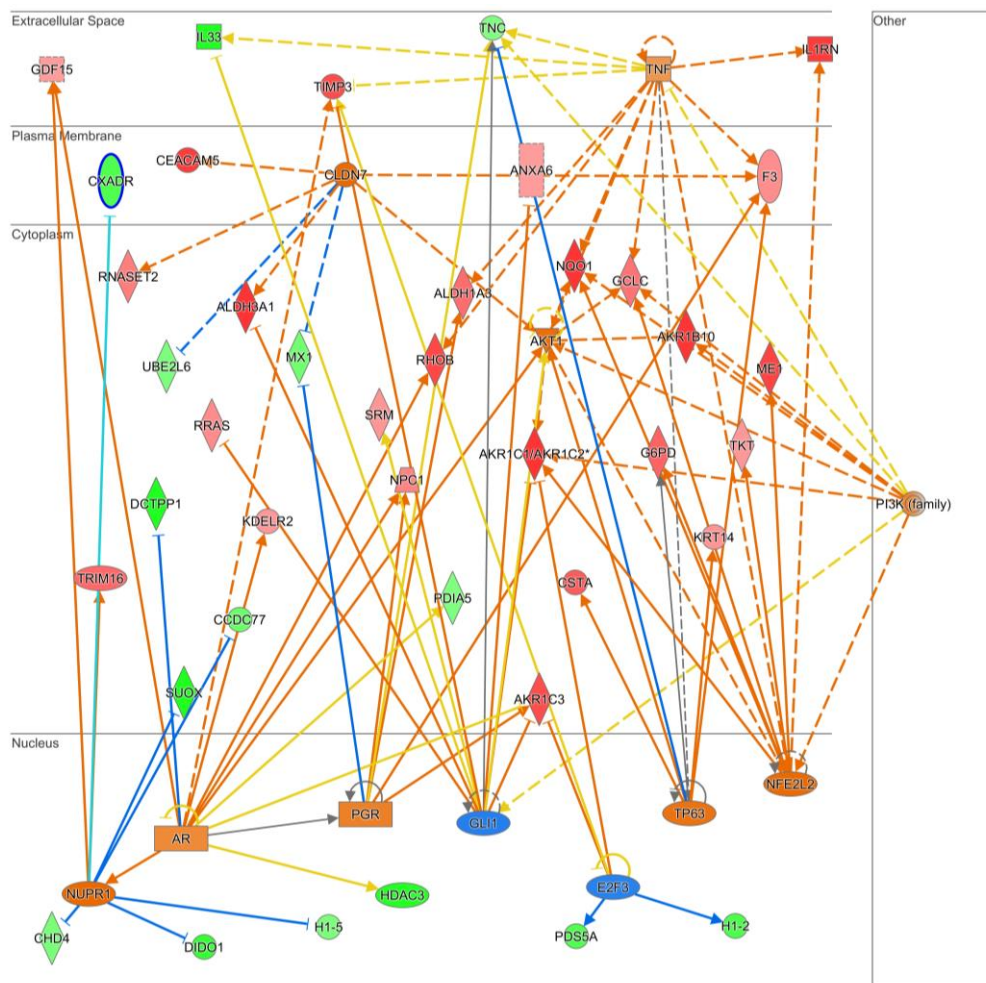 Extracellular Space
Other
IL33
TNC
IL1RN
GDF15
TNF
TIMP3
Plasma Membrane
CEACAM5
ANXA6
CXADR
CLDN7
F3
Cytoplasm
NQO1
RNASET2
GCLC
ALDH3A1
ALDH1A3
AKT1
AKR1B10
UBE2L6
MX1
RHOB
ME1
SRM
RRAS
AKR1C1/AKR1C2*
G6PD
TKT
NPC1
DCTPP1
PI3K (family)
KDELR2
KRT14
TRIM16
CSTA
PDIA5
CCDC77
SUOX
AKR1C3
Nucleus
NFE2L2
PGR
TP63
GLI1
AR
E2F3
NUPR1
HDAC3
H1-5
H1-2
CHD4
DIDO1
PDS5A